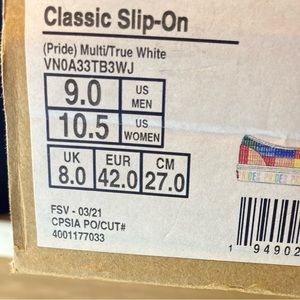 Classic Slip-On
(Pride) Multi/True White
VN0A33TB3WJ
9.0 US MEN
10.5 US WOMEN
UK 8.0 EUR 42.0 CM 27.0
FSV - 03/21
CPSIA PO/CUT#
4001177033
1 94902